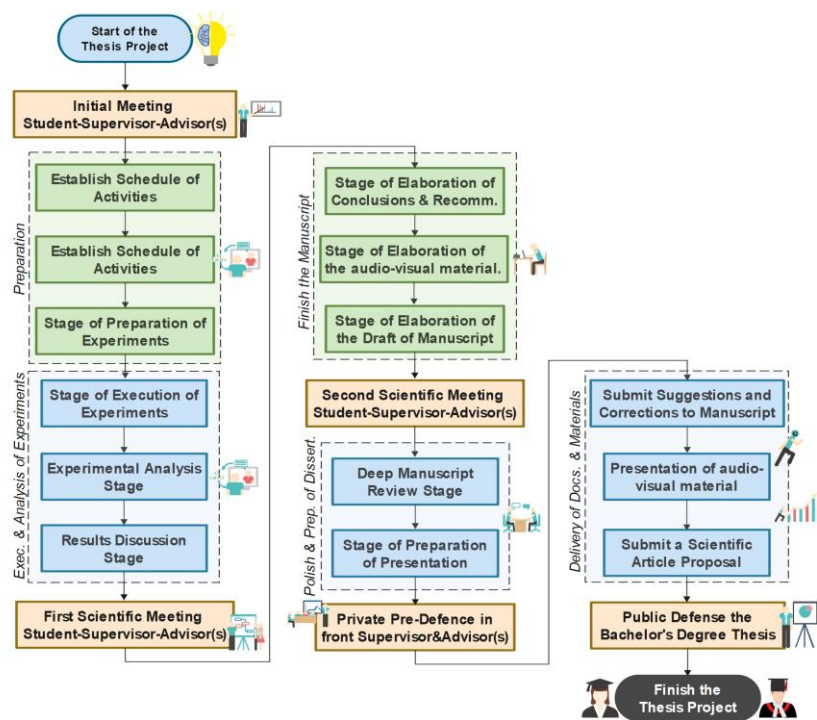 Start of the
Thesis Project
Initial Meeting
Student-Supervisor-Advisor(s)
Preparation
Establish Schedule of
Activities
Establish Schedule of
Activities
Stage of Preparation of
Experiments
Exec. & Analysis of Experiments
Stage of Execution of
Experiments
Experimental Analysis
Stage
Results Discussion
Stage
First Scientific Meeting
Student-Supervisor-Advisor(s)
Finish the Manuscript
Stage of Elaboration of
Conclusions & Recomm.
Stage of Elaboration of
the audio-visual material.
Stage of Elaboration of
the Draft of Manuscript
Second Scientific Meeting
Student-Supervisor-Advisor(s)
Polish & Prep. of Dissert.
Deep Manuscript
Review Stage
Stage of Preparation
of Presentation
Private Pre-Defence in
front Supervisor&Advisor(s)
Delivery of Docs. & Materials
Submit Suggestions and
Corrections to Manuscript
Presentation of audio-
visual material
Submit a Scientific
Article Proposal
Public Defense the
Bachelor's Degree Thesis
Finish the
Thesis Project